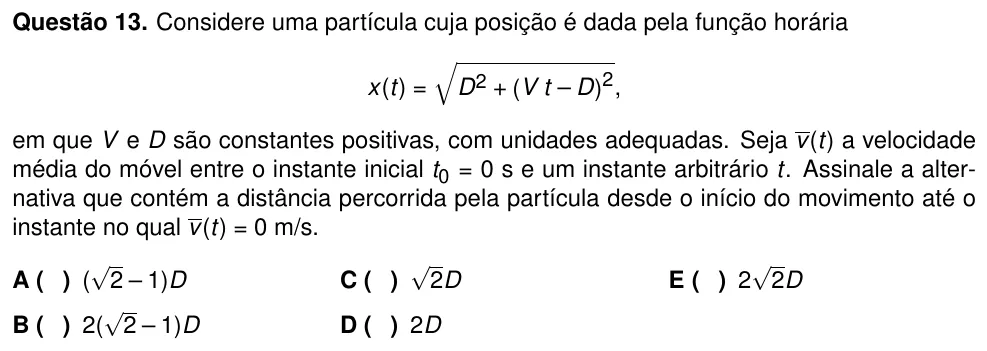 Questão 13. Considere uma partícula cuja posição é dada pela função horária
x(t) = √(D² + (V t – D)²),
em que V e D são constantes positivas, com unidades adequadas. Seja v̅(t) a velocidade
média do móvel entre o instante inicial t₀ = 0 s e um instante arbitrário t. Assinale a alter-
nativa que contém a distância percorrida pela partícula desde o início do movimento até o
instante no qual v̅(t) = 0 m/s.
A ( ) (√2 – 1)D C ( ) √2D E ( ) 2√2D
B ( ) 2(√2 – 1)D D ( ) 2D